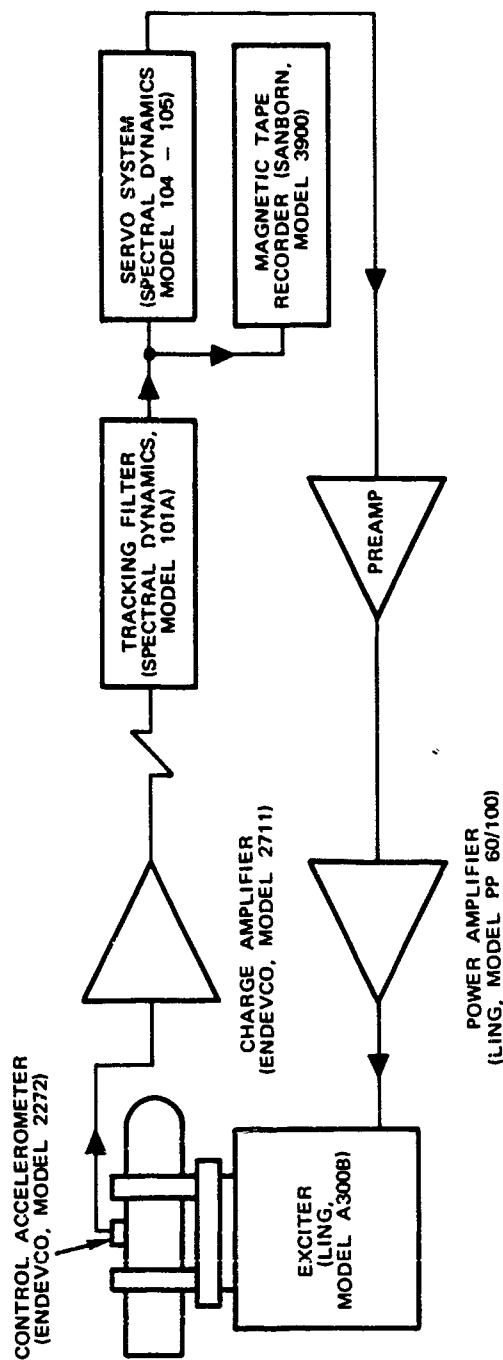 CONTROL ACCELEROMETER
(ENDEVCO, MODEL 2272)
CHARGE AMPLIFIER
(ENDEVCO, MODEL 2711)
TRACKING FILTER
(SPECTRAL DYNAMICS,
MODEL 101A)
SERVO SYSTEM
(SPECTRAL DYNAMICS
MODEL 104 – 105)
MAGNETIC TAPE
RECORDER (SANBORN,
MODEL 3900)
EXCITER
(LING,
MODEL A300B)
POWER AMPLIFIER
(LING, MODEL PP 60/100)
PREAMP